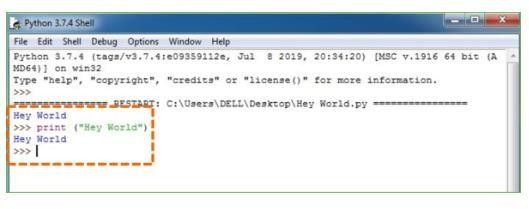 Python 3.7.4 Shell
File Edit Shell Debug Options Window Help
Python 3.7.4 (tags/v3.7.4:e09359112e, Jul  8 2019, 20:34:20) [MSC v.1916 64 bit (A
MD64)] on win32
Type "help", "copyright", "credits" or "license()" for more information.
>>>
================ RESTART: C:\Users\DELL\Desktop\Hey World.py ================
Hey World
>>> print ("Hey World")
Hey World
>>>